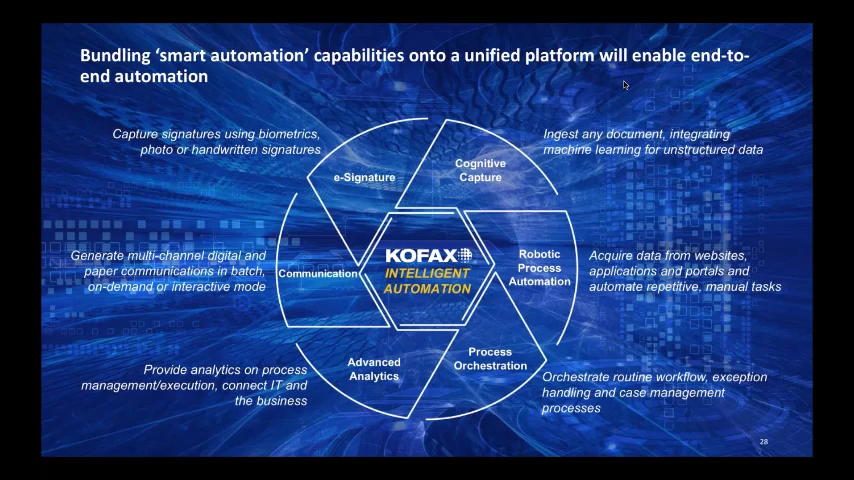 Bundling ‘smart automation’ capabilities onto a unified platform will enable end-to-
end automation
Capture signatures using biometrics,
photo or handwritten signatures
e-Signature
Cognitive
Capture
Ingest any document, integrating
machine learning for unstructured data
Generate multi-channel digital and
paper communications in batch,
on-demand or interactive mode
Communication
KOFAX
INTELLIGENT
AUTOMATION
Robotic
Process
Automation
Acquire data from websites,
applications and portals and
automate repetitive, manual tasks
Provide analytics on process
management/execution, connect IT and
the business
Advanced
Analytics
Process
Orchestration
Orchestrate routine workflow, exception
handling and case management
processes
28